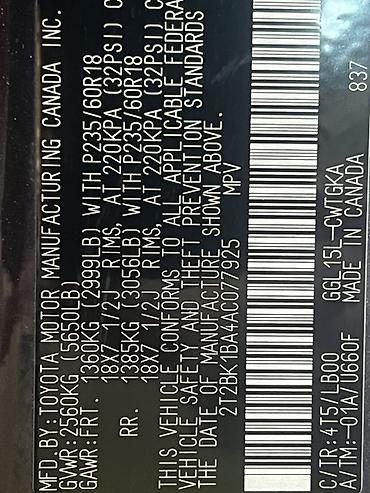 MFD.BY:TOYOTA MOTOR MANUFACTURING CANADA INC.
GVWR:2560KG (5650LB)
GAWR:FRT. 1360KG (2999LB) WITH P235/60R18
18X7 1/2J RIMS, AT 220KPA (32PSI) C
RR. 1385KG (3056LB) WITH P235/60R18
18X7 1/2J RIMS, AT 220KPA (32PSI) C
THIS VEHICLE CONFORMS TO ALL APPLICABLE FEDERA
VEHICLE SAFETY AND THEFT PREVENTION STANDARDS
THE DATE OF MANUFACTURE SHOWN ABOVE.
2T2BK1BA4AC077925 MPV
C/TR:4T5/LB00 GGL15L-CWTGKA
A/TM:-01A/U660F MADE IN CANADA 837